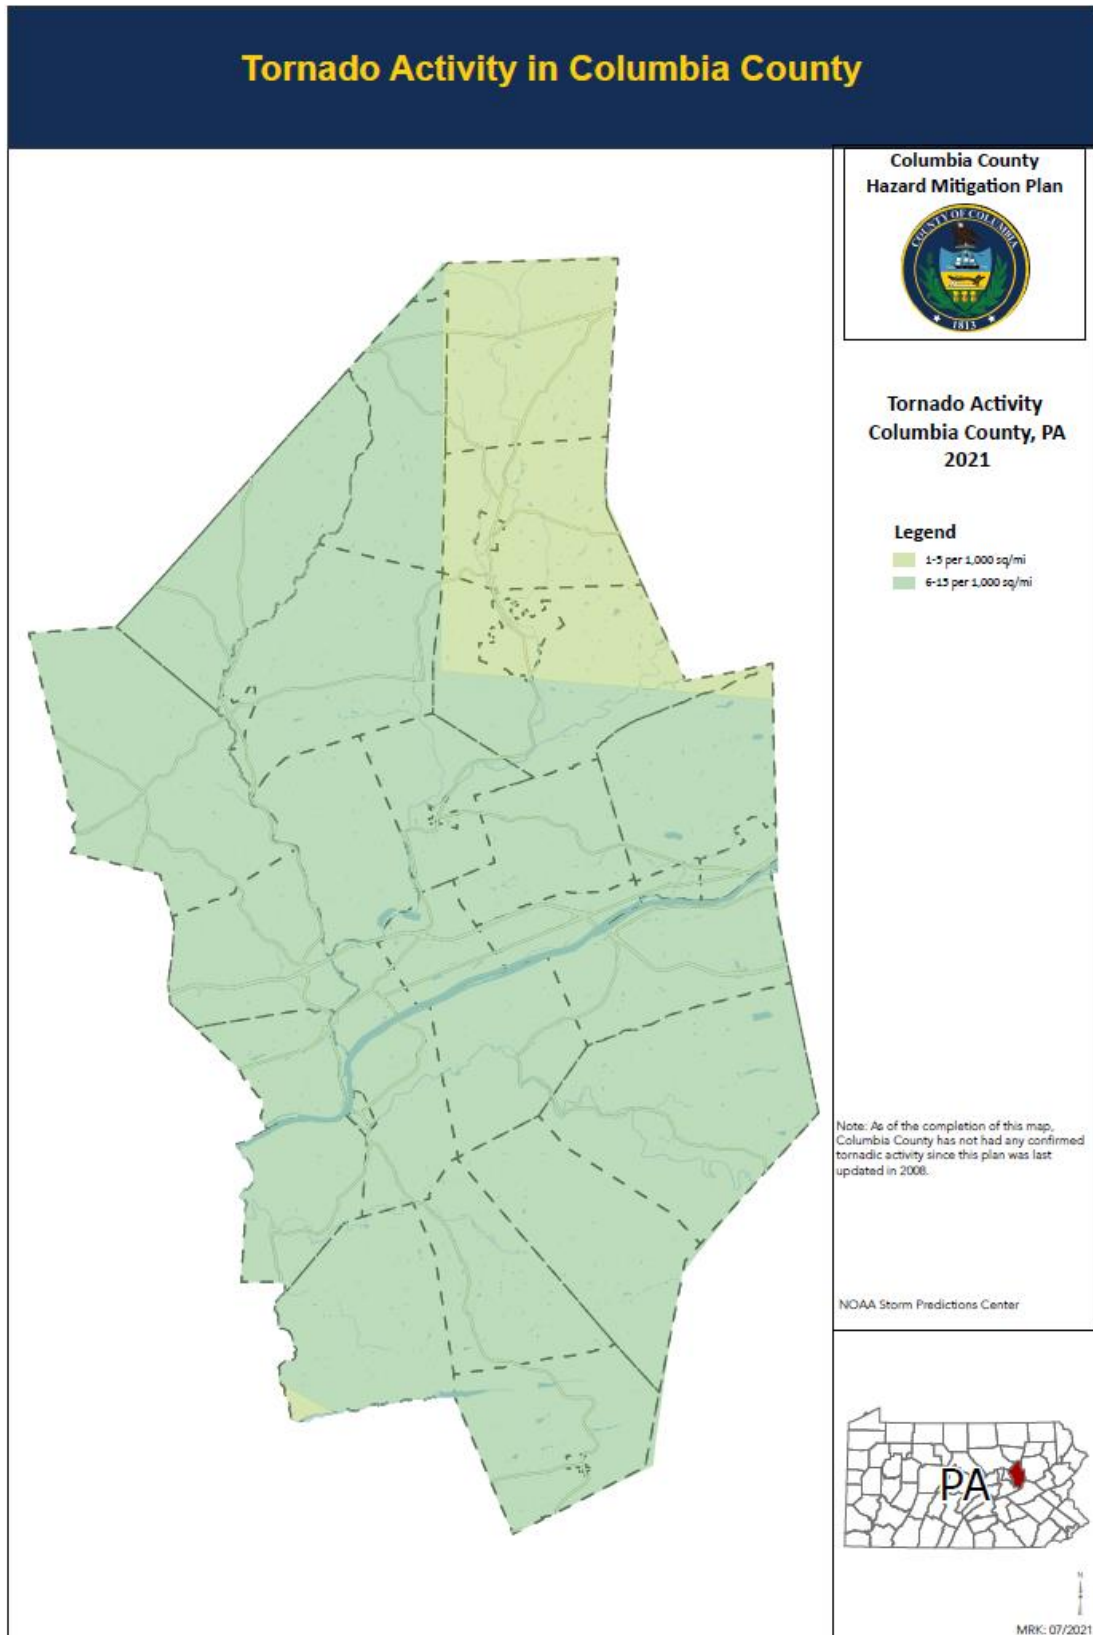 Tornado Activity in Columbia County
Columbia County
Hazard Mitigation Plan
COUNTY OF COLUMBIA
1813
Tornado Activity
Columbia County, PA
2021
Legend
1-5 per 1,000 sq/mi
6-15 per 1,000 sq/mi
Note: As of the completion of this map,
Columbia County has not had any confirmed
tornadic activity since this plan was last
updated in 2008.
NOAA Storm Predictions Center
PA
N
MRK: 07/2021